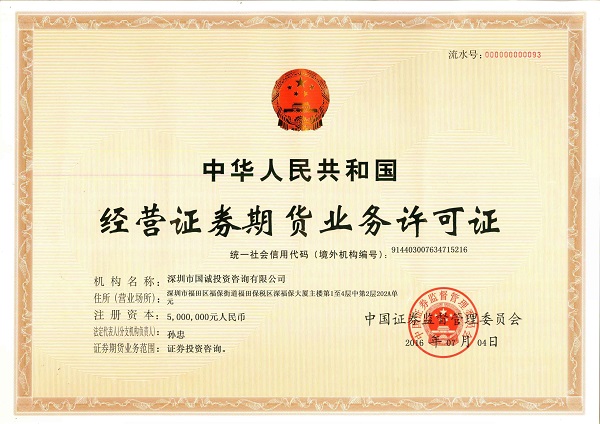 流水号: 000000000093
中华人民共和国
经营证券期货业务许可证
统一社会信用代码（境外机构编号）: 914403007634715216
机 构 名 称: 深圳市国诚投资咨询有限公司
住所（营业场所）: 深圳市福田区福保街道福田保税区深福保大厦主楼第1至4层中第2层202A单元
注 册 资 本: 5,000,000元人民币
法定代表人(分支机构负责人): 孙忠
证券期货业务范围: 证券投资咨询。
中国证券监督管理委员会
2016 年 07 月 04 日